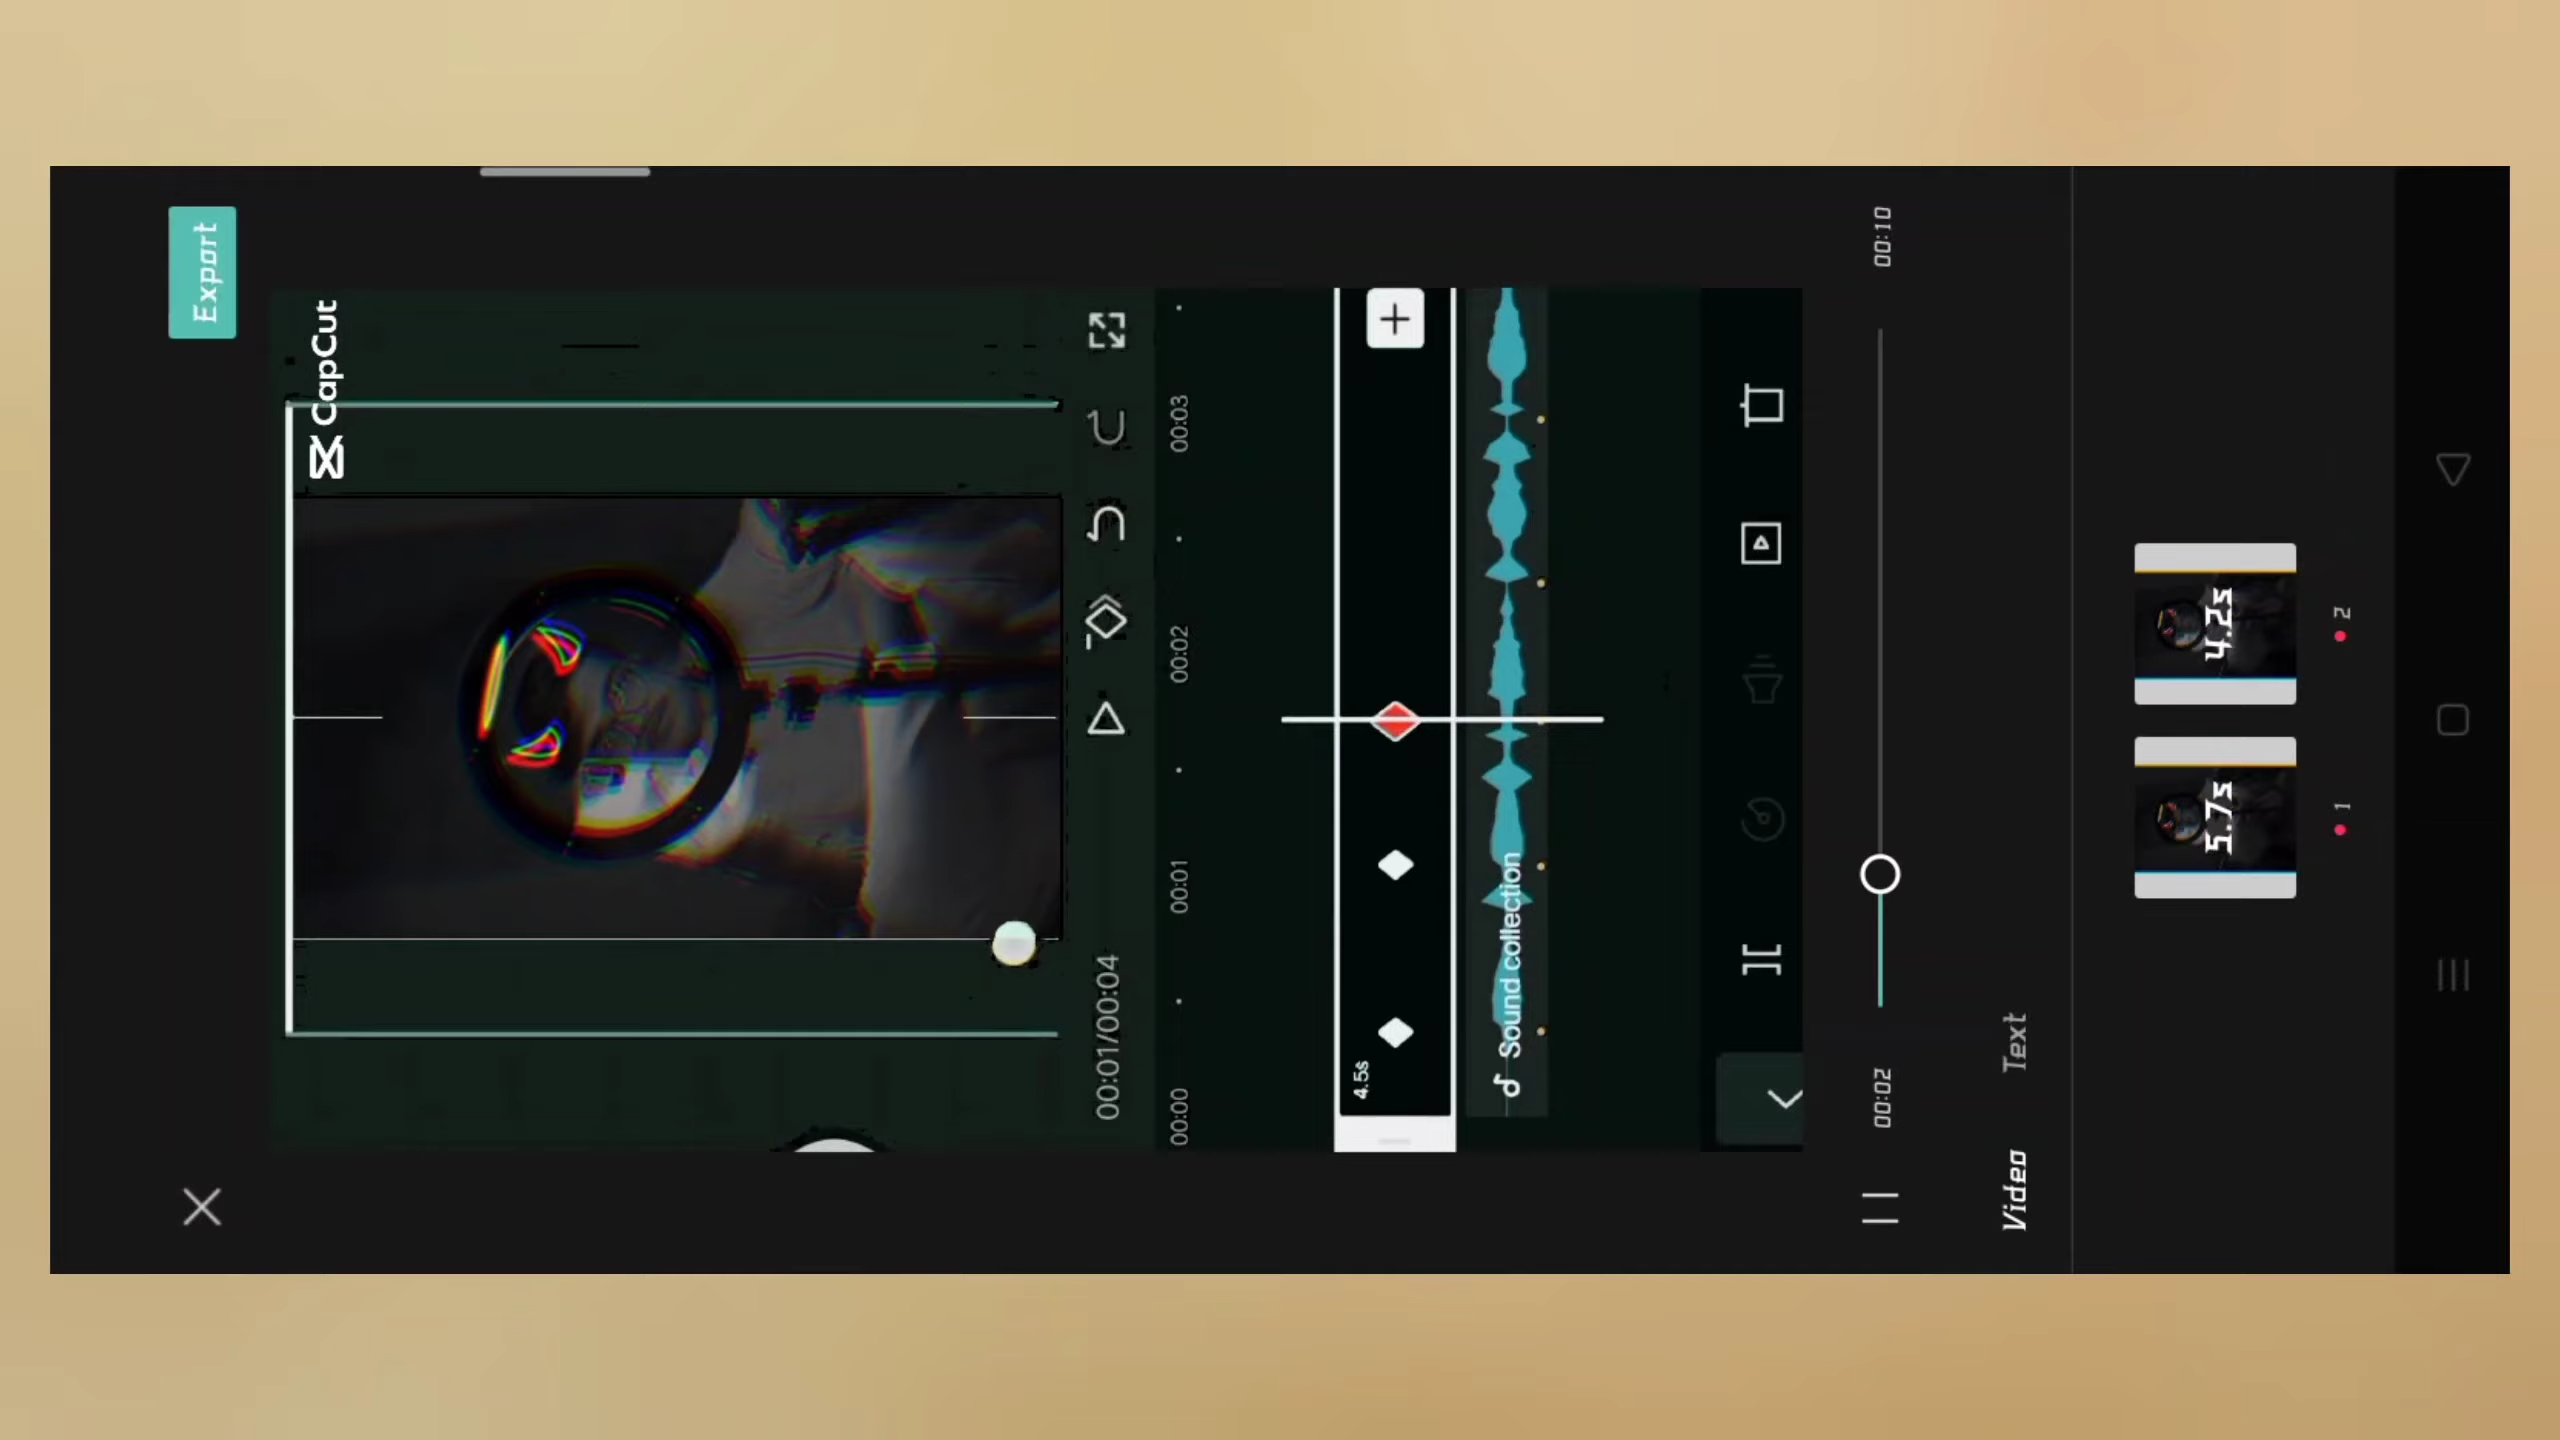 Export
CapCut
00:01/00:04
00:00
00:01
00:02
00:03
4.5s
Sound collection
00:02
00:10
Video
Text
5.7s
4.2s
1
2